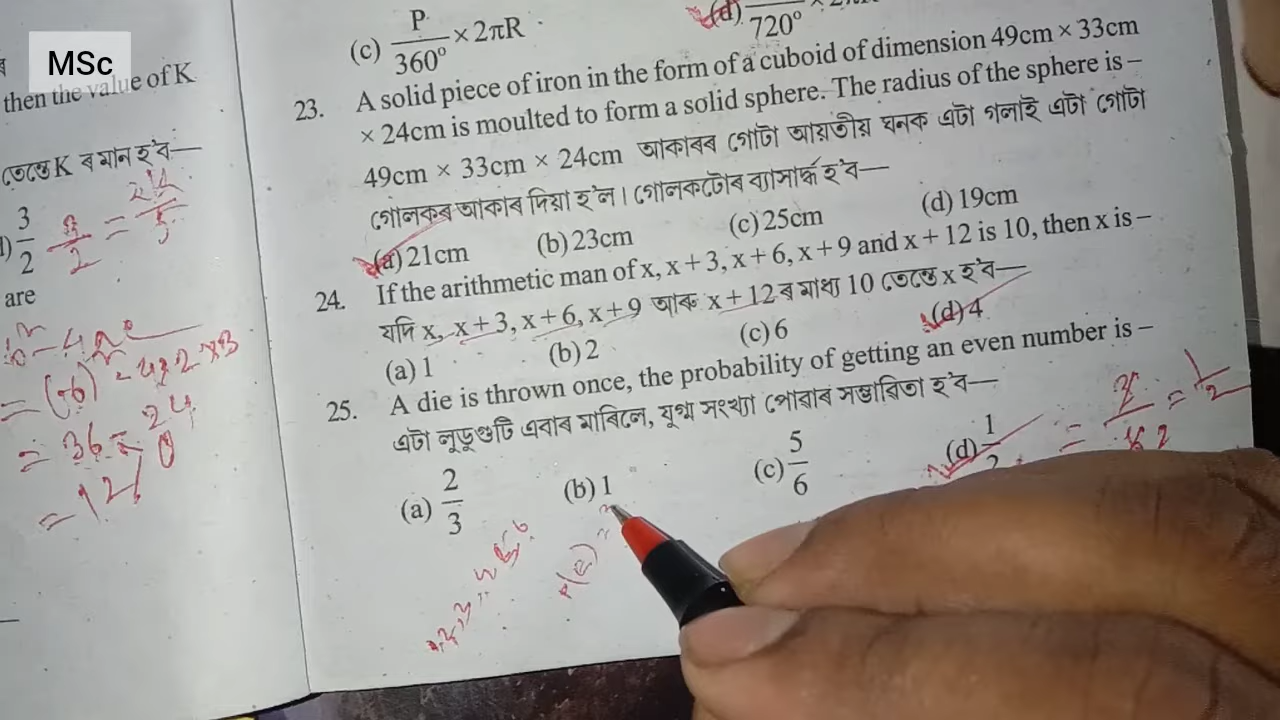 MSc
then the value of K
তেন্তে K ৰ মান হ'ব—
3/2
are
(c) P/360° × 2πR
(d) 720°
23. A solid piece of iron in the form of a cuboid of dimension 49cm × 33cm
× 24cm is moulted to form a solid sphere. The radius of the sphere is –
49cm × 33cm × 24cm আকাৰৰ গোটা আয়তীয় ঘনক এটা গলাই এটা গোটা
গোলকৰ আকাৰ দিয়া হ'ল। গোলকটোৰ ব্যাসাৰ্দ্ধ হ'ব—
(a) 21cm (b) 23cm (c) 25cm (d) 19cm
24. If the arithmetic man of x, x + 3, x + 6, x + 9 and x + 12 is 10, then x is –
যদি x, x + 3, x + 6, x + 9 আৰু x + 12 ৰ মাধ্য 10 তেন্তে x হ'ব—
(a) 1 (b) 2 (c) 6 (d) 4
25. A die is thrown once, the probability of getting an even number is –
এটা লুডুগুটি এবাৰ মাৰিলে, যুগ্ম সংখ্যা পোৱাৰ সম্ভাৱিতা হ'ব—
(a) 2/3 (b) 1 (c) 5/6 (d) 1/2
= 1/2